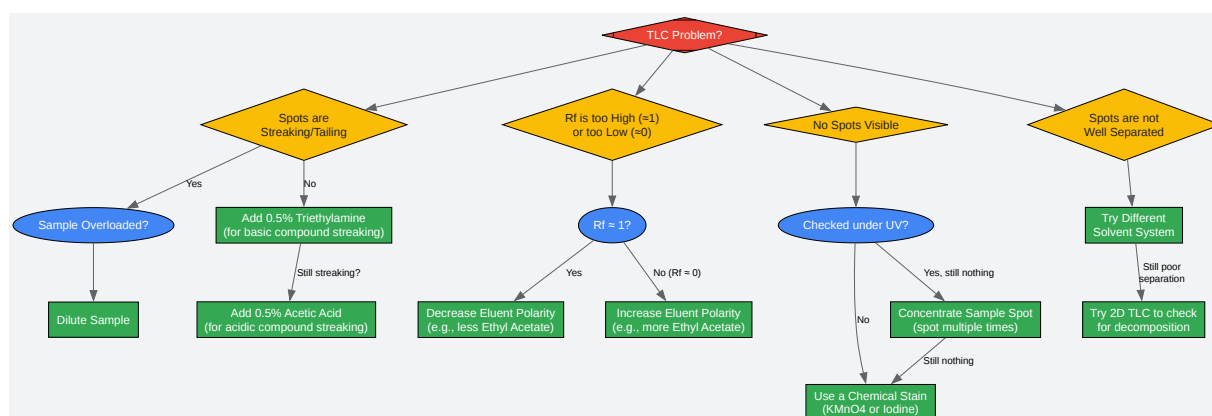 TLC Problem?
Spots are
Streaking/Tailing
Rf is too High (≈1)
or too Low (≈0)
No Spots Visible
Spots are not
Well Separated
Yes
No
Sample Overloaded?
Add 0.5% Triethylamine
(for basic compound streaking)
Rf ≈ 1?
Checked under UV?
Try Different
Solvent System
Still streaking?
Yes
No (Rf ≈ 0)
Yes, still nothing
Still poor
separation
Dilute Sample
Add 0.5% Acetic Acid
(for acidic compound streaking)
Decrease Eluent Polarity
(e.g., less Ethyl Acetate)
Increase Eluent Polarity
(e.g., more Ethyl Acetate)
No
Concentrate Sample Spot
(spot multiple times)
Try 2D TLC to check
for decomposition
Still nothing
Use a Chemical Stain
(KMnO4 or Iodine)